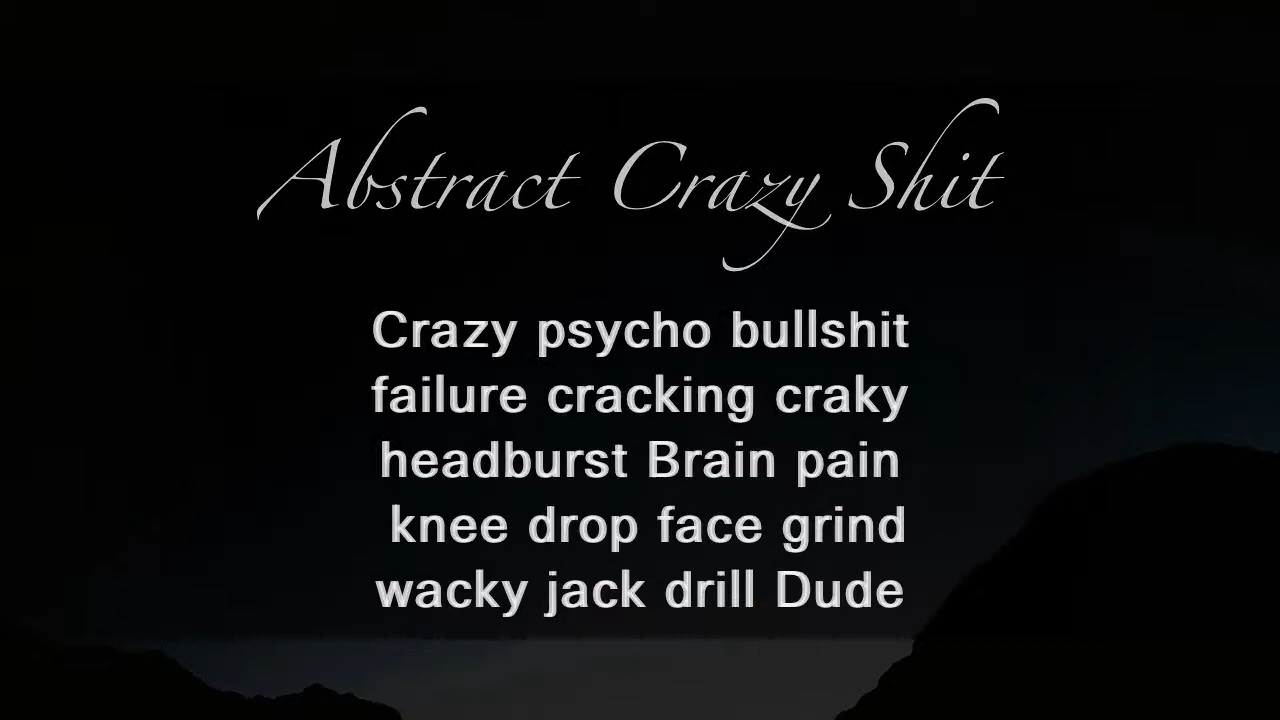 Abstract Crazy Shit
Crazy psycho bullshit
failure cracking craky
headburst Brain pain
knee drop face grind
wacky jack drill Dude